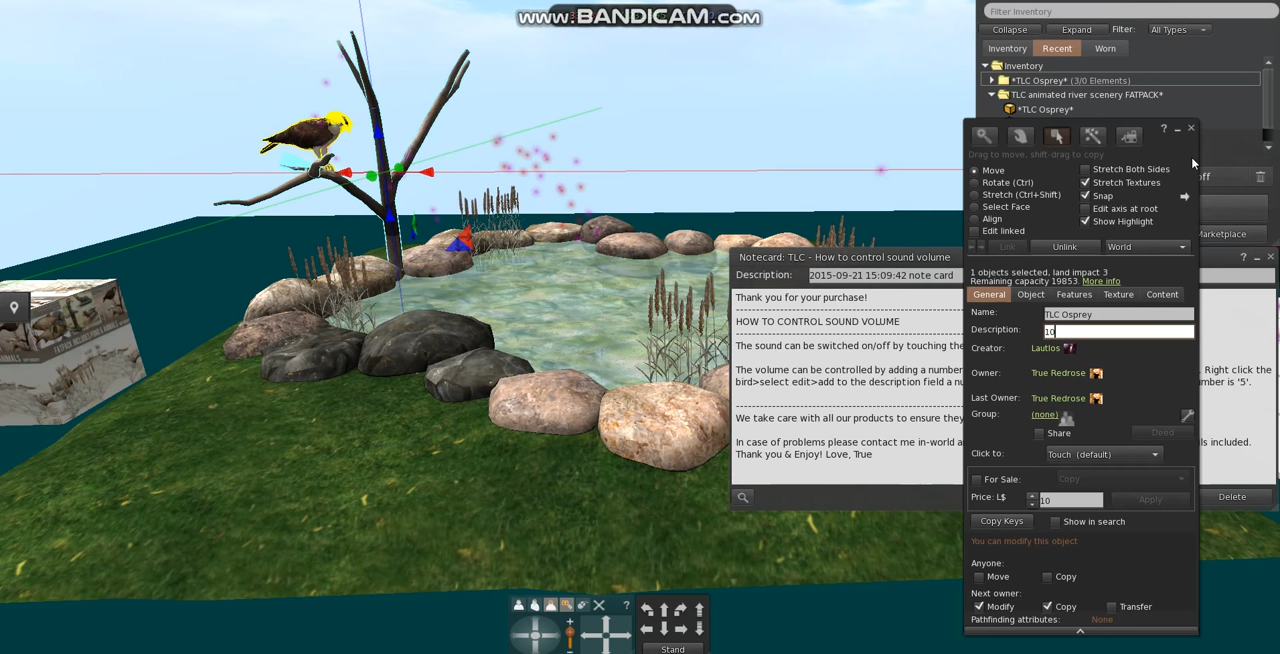 www.BANDICAM.com
Filter Inventory
Collapse Expand Filter: All Types
Inventory Recent Worn
Inventory
*TLC Osprey* (3/0 Elements)
TLC animated river scenery FATPACK*
*TLC Osprey*
? _ ×
Drag to move, shift-drag to copy
Move
Rotate (Ctrl)
Stretch (Ctrl+Shift)
Select Face
Align
Edit linked
Stretch Both Sides
Stretch Textures
Snap
Edit axis at root
Show Highlight
Link Unlink World
1 objects selected, land impact 3
Remaining capacity 19853. More info
General Object Features Texture Content
Name: TLC Osprey
Description: 10
Creator: Lautlos
Owner: True Redrose
Last Owner: True Redrose
Group: (none)
Share Deed
Click to: Touch (default)
For Sale: Copy
Price: L$ 10 Apply
Copy Keys Show in search
You can modify this object
Anyone:
Move Copy
Next owner:
Modify Copy Transfer
Pathfinding attributes: None
off
Marketplace
Notecard: TLC - How to control sound volume
Description: 2015-09-21 15:09:42 note card
Thank you for your purchase!
HOW TO CONTROL SOUND VOLUME
The sound can be switched on/off by touching the
The volume can be controlled by adding a number . Right click the
bird>select edit>add to the description field a nu mber is '5'.
We take care with all our products to ensure they
In case of problems please contact me in-world a ls included.
Thank you & Enjoy! Love, True
Delete
ANIMALS
?
Stand